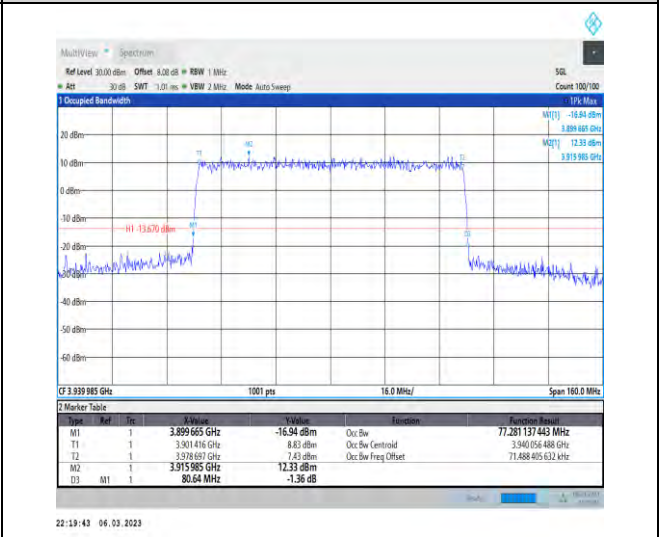 MultiView Spectrum
Ref Level 30.00 dBm Offset 8.08 dB RBW 1 MHz SGL
Att 30 dB SWT 1.01 ms VBW 2 MHz Mode Auto Sweep Count 100/100
1 Occupied Bandwidth 1Pk Max
M1[1] -16.94 dBm
3.899 665 GHz
M2[1] 12.33 dBm
3.915 985 GHz
20 dBm
M2
T1 T2
10 dBm
0 dBm
-10 dBm
H1 -13.670 dBm M1
D3
-20 dBm
-30 dBm
-40 dBm
-50 dBm
-60 dBm
CF 3.939 985 GHz 1001 pts 16.0 MHz/ Span 160.0 MHz
2 Marker Table
Type Ref Trc X-Value Y-Value Function Function Result
M1 1 3.899 665 GHz -16.94 dBm Occ Bw 77.281 137 443 MHz
T1 1 3.901 416 GHz 8.83 dBm Occ Bw Centroid 3.940 056 488 GHz
T2 1 3.978 697 GHz 7.43 dBm Occ Bw Freq Offset 71.488 405 632 kHz
M2 1 3.915 985 GHz 12.33 dBm
D3 M1 1 80.64 MHz -1.36 dB
22:19:43 06.03.2023